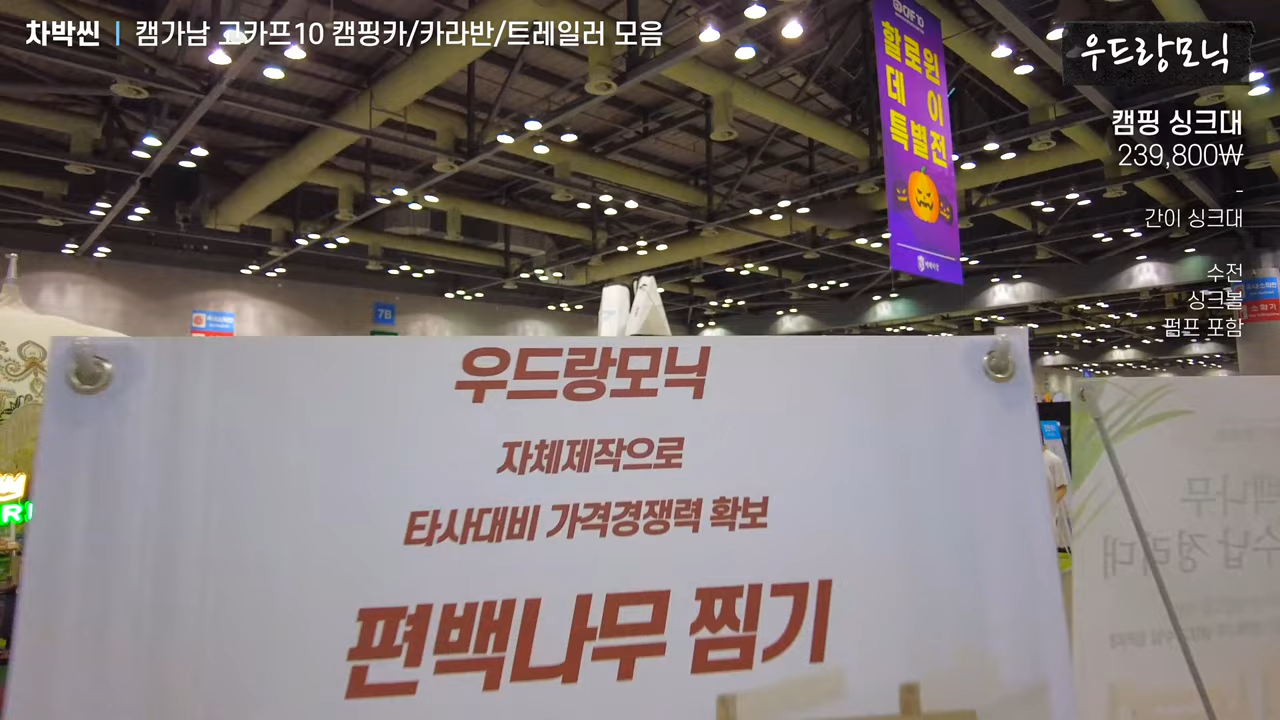 차박씬 | 캠가남 고카프10 캠핑카/카라반/트레일러 모음
우드랑모닉
캠핑 싱크대
239,800₩
-
간이 싱크대
수전
싱크볼
펌프 포함
할로윈
데이
특별전
7B
우드랑모닉
자체제작으로
타사대비 가격경쟁력 확보
편백나무 찜기